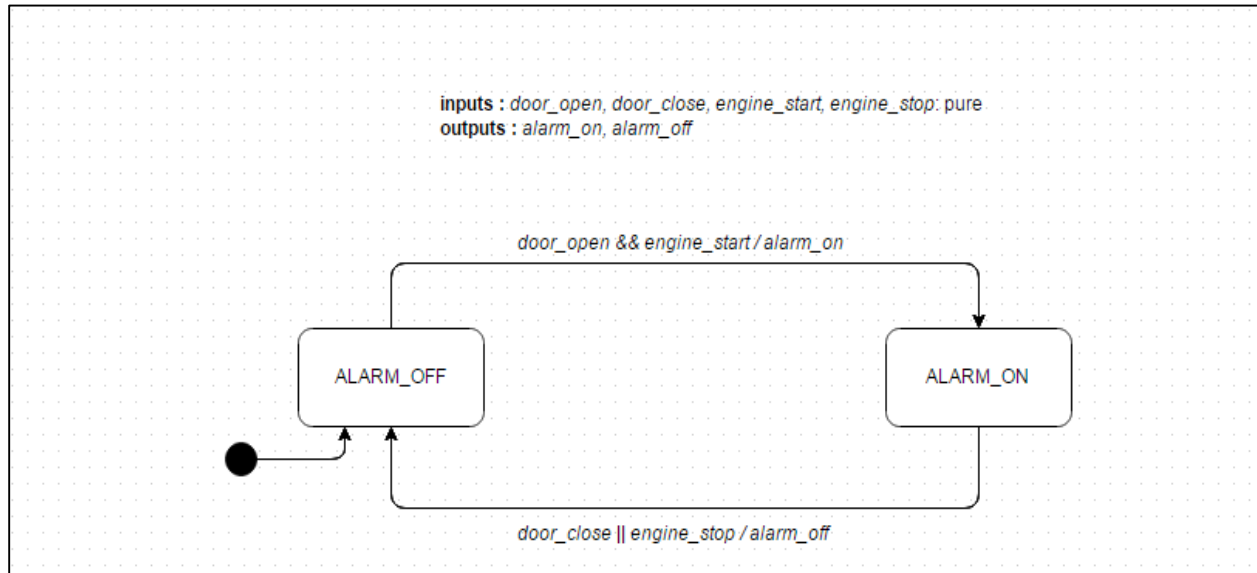 inputs : door_open, door_close, engine_start, engine_stop: pure
outputs : alarm_on, alarm_off
door_open && engine_start / alarm_on
ALARM_OFF
ALARM_ON
door_close || engine_stop / alarm_off